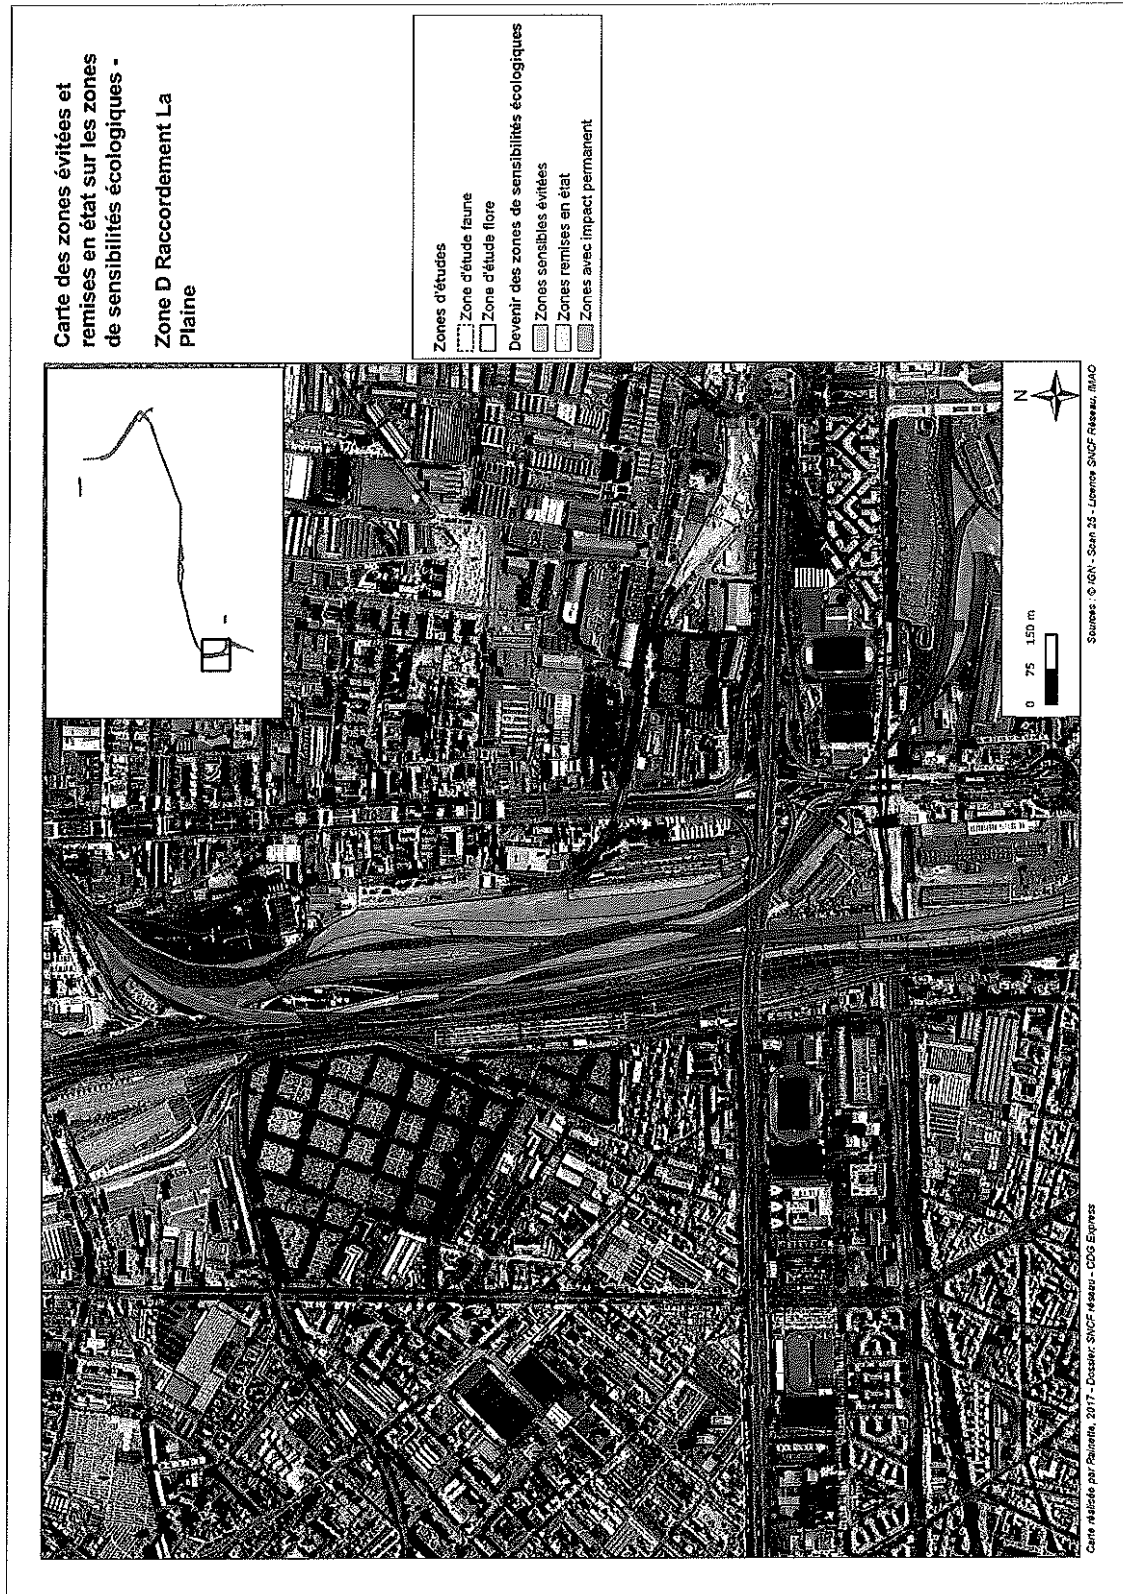 Carte des zones évitées et
remises en état sur les zones
de sensibilités écologiques -
Zone D Raccordement La
Plaine
Zones d'études
Zone d'étude faune
Zone d'étude flore
Devenir des zones de sensibilités écologiques
Zones sensibles évitées
Zones remises en état
Zones avec impact permanent
N
0 75 150 m
Carte réalisée par Palinette, 2017 - Dossier, SNCF réseau - CDG Express
Sources : © IGN - Scan 25 - Licence SNCF Réseau, IMAO